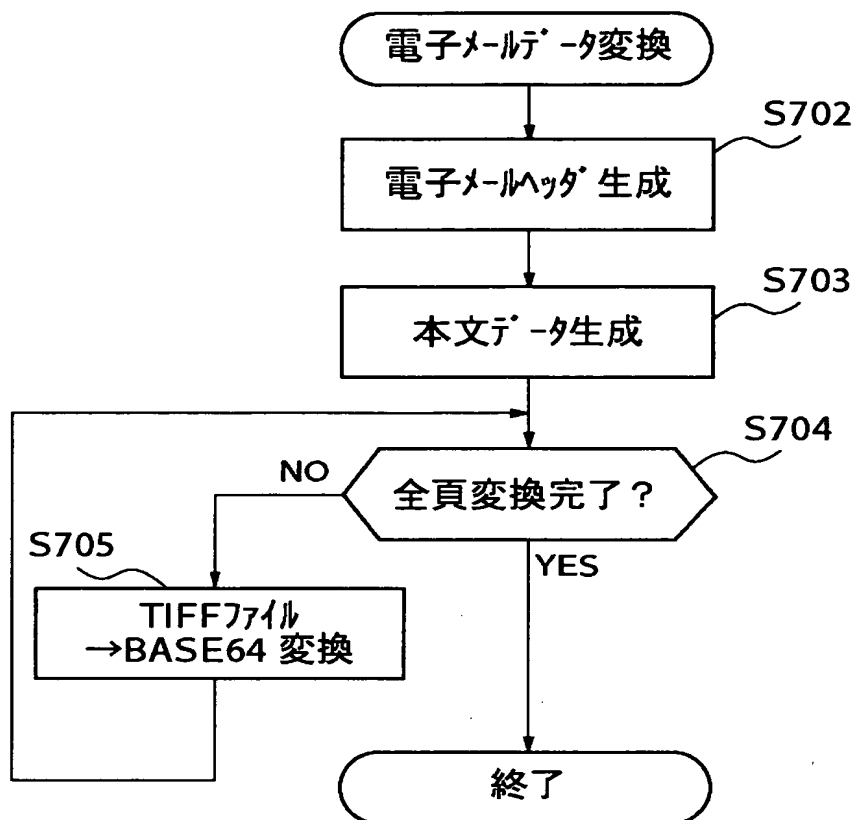 電子ﾒｰﾙﾃﾞｰﾀ変換
S702
電子ﾒｰﾙﾍｯﾀﾞ生成
S703
本文ﾃﾞｰﾀ生成
S704
NO
全頁変換完了？
S705
YES
TIFFﾌｧｲﾙ
→BASE64 変換
終了